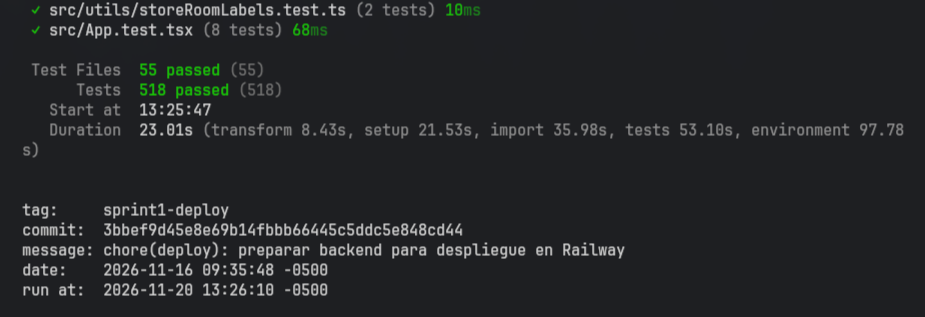 ✓ src/utils/storeRoomLabels.test.ts (2 tests) 10ms
✓ src/App.test.tsx (8 tests) 68ms
Test Files  55 passed (55)
Tests  518 passed (518)
Start at  13:25:47
Duration  23.01s (transform 8.43s, setup 21.53s, import 35.98s, tests 53.10s, environment 97.78
s)
tag:     sprint1-deploy
commit:  3bbef9d45e8e69b14fbbb66445c5ddc5e848cd44
message: chore(deploy): preparar backend para despliegue en Railway
date:    2026-11-16 09:35:48 -0500
run at:  2026-11-20 13:26:10 -0500